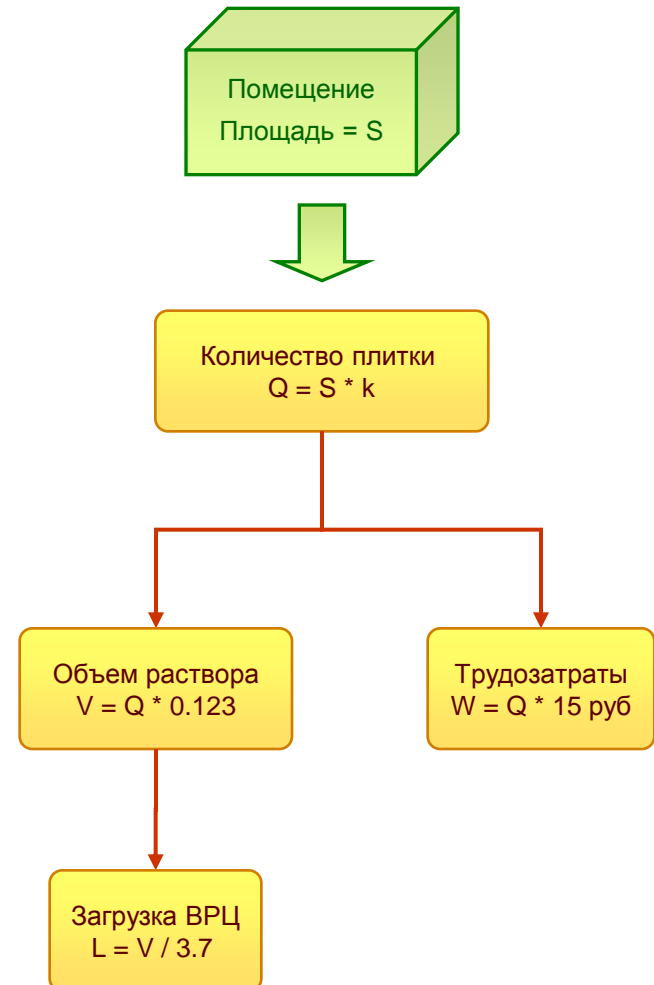 Помещение
Площадь = S
Количество плитки
Q = S * k
Объем раствора
V = Q * 0.123
Трудозатраты
W = Q * 15 руб
Загрузка ВРЦ
L = V / 3.7